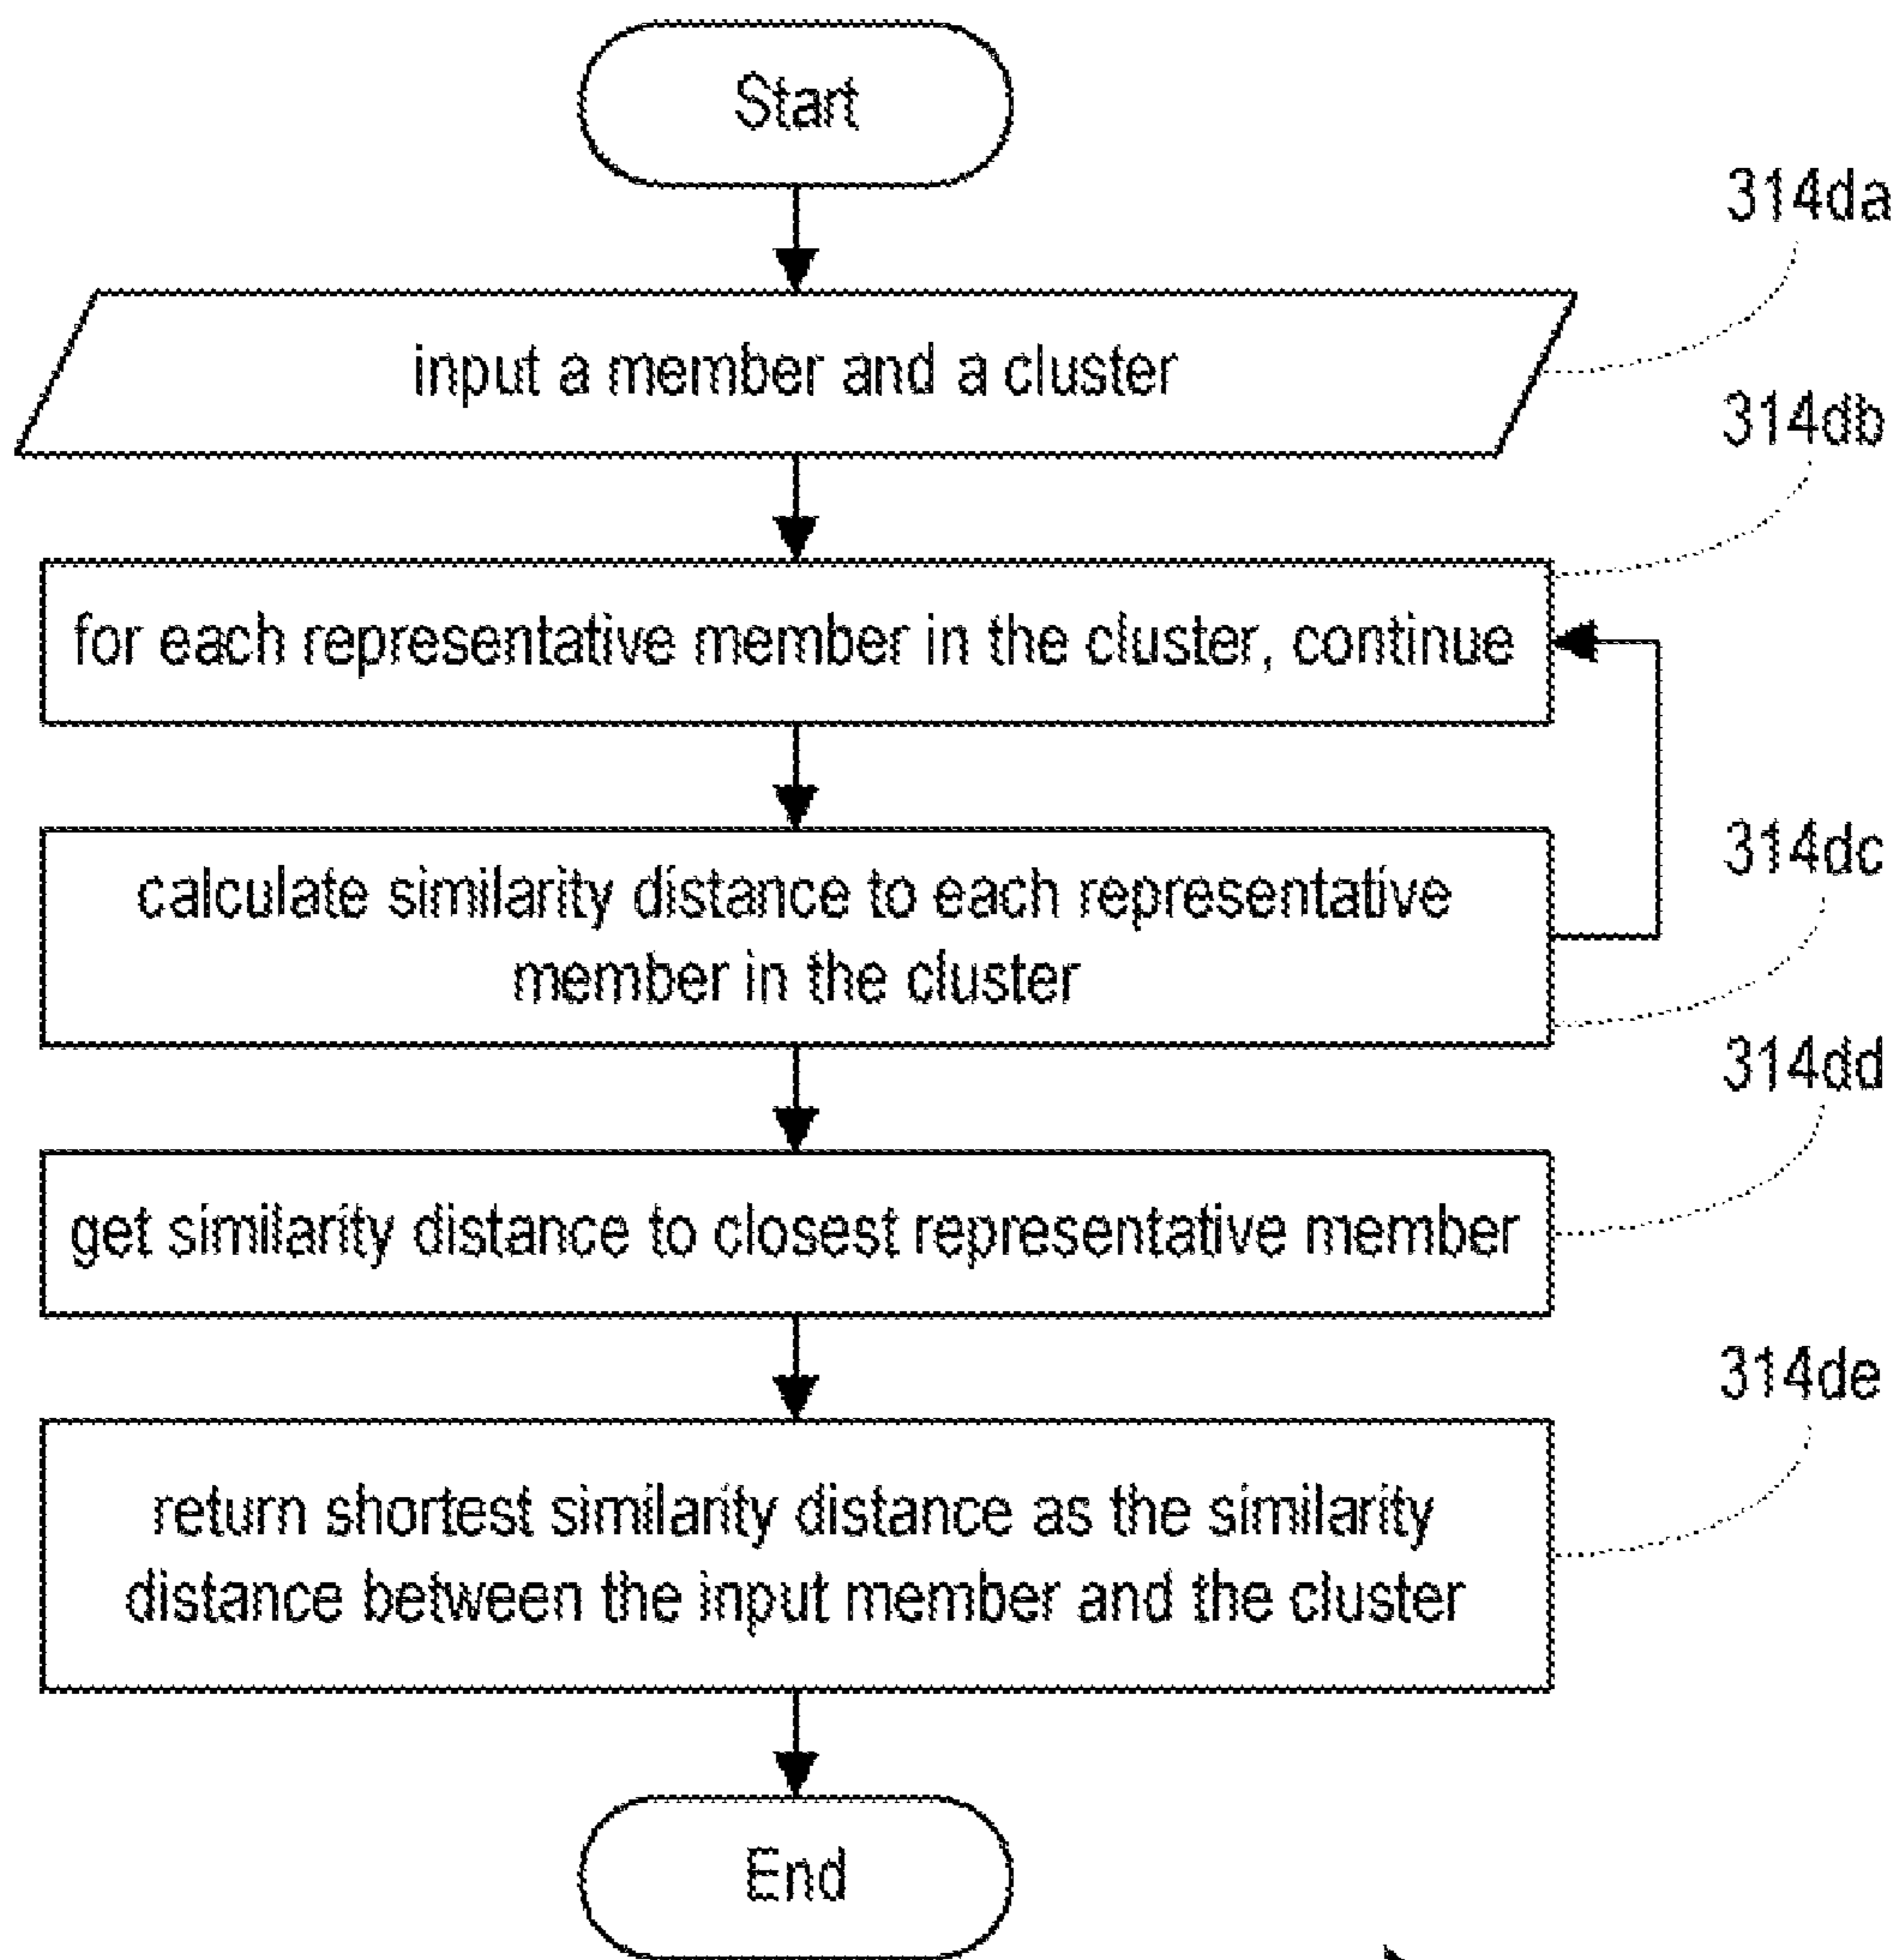 Start
314da
input a member and a cluster
314db
for each representative member in the cluster, continue
314dc
calculate similarity distance to each representative
member in the cluster
314dd
get similarity distance to closest representative member
314de
return shortest similarity distance as the similarity
distance between the input member and the cluster
End